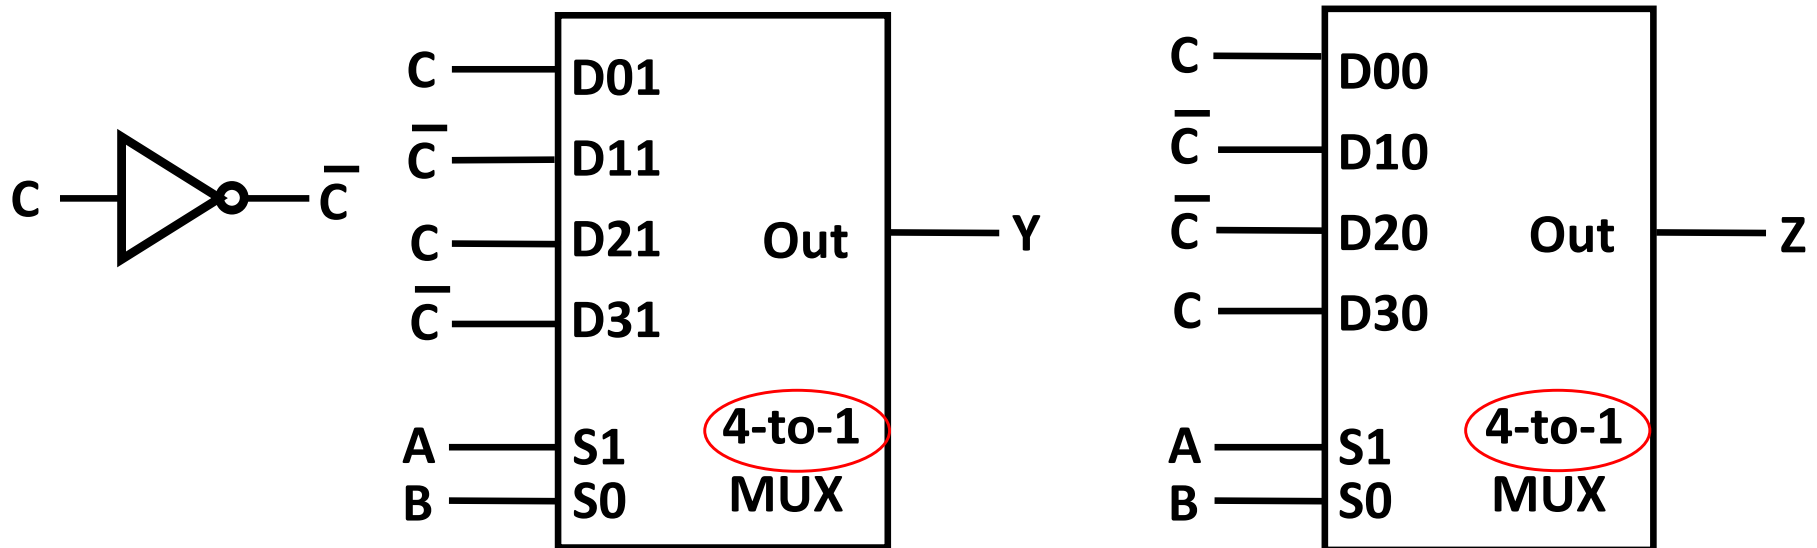 C
C̅
C D01
C̅ D11
C D21
C̅ D31
Out Y
4-to-1
A S1
B S0
MUX
C D00
C̅ D10
C̅ D20
C D30
Out Z
4-to-1
A S1
B S0
MUX